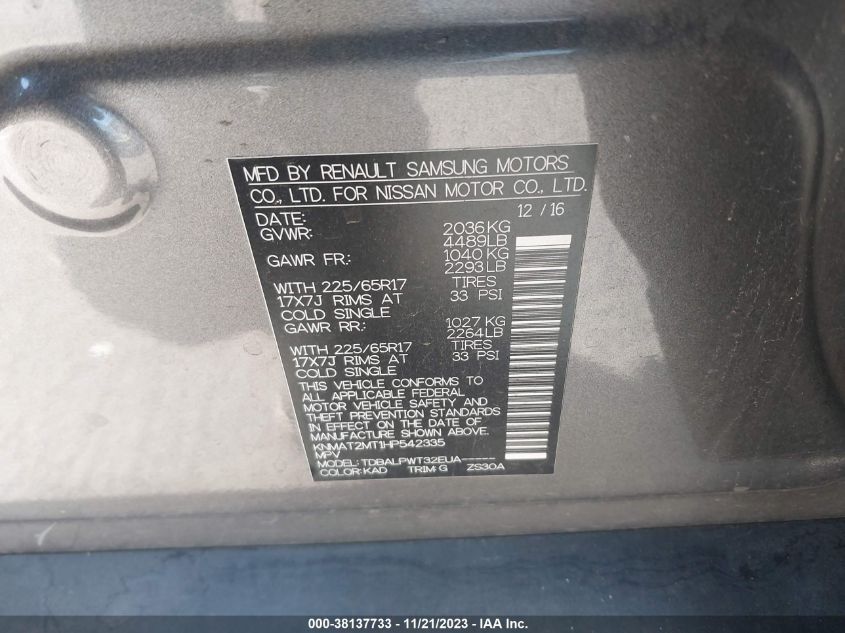 MFD BY RENAULT SAMSUNG MOTORS
CO., LTD. FOR NISSAN MOTOR CO., LTD.
DATE: 12 / 16
GVWR: 2036 KG
4489LB
GAWR FR: 1040 KG
2293 LB
WITH 225/65R17 TIRES
17X7J RIMS AT 33 PSI
COLD SINGLE
GAWR RR: 1027 KG
2264LB
WITH 225/65R17 TIRES
17X7J RIMS AT 33 PSI
COLD SINGLE
THIS VEHICLE CONFORMS TO
ALL APPLICABLE FEDERAL
MOTOR VEHICLE SAFETY AND
THEFT PREVENTION STANDARDS
IN EFFECT ON THE DATE OF
MANUFACTURE SHOWN ABOVE.
KNMAT2MT1HP542335
MPV
MODEL: TDBALPWT32EUA-----
COLOR: KAD TRIM: G ZS30A
000-38137733 - 11/21/2023 - IAA Inc.